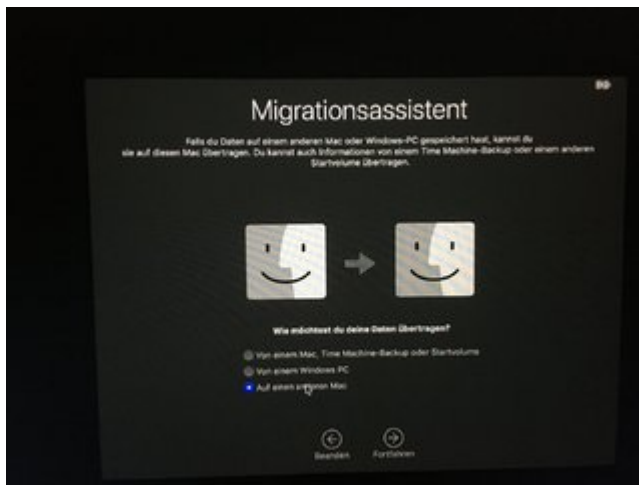 Migrationsassistent
Falls du Daten auf einem anderen Mac oder Windows-PC gespeichert hast, kannst du
sie auf diesen Mac übertragen. Du kannst auch Informationen von einem Time Machine-Backup oder einem anderen
Startvolume übertragen.
Wie möchtest du deine Daten übertragen?
Von einem Mac, Time Machine-Backup oder Startvolume
Von einem Windows PC
Auf einen anderen Mac
Beenden Fortfahren